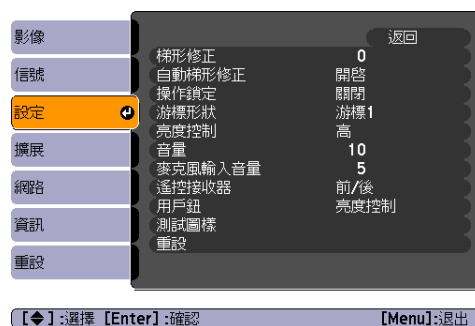 影像
信號
設定
擴展
網路
資訊
重設
返回
梯形修正 0
自動梯形修正 開啓
操作鎖定 關閉
游標形狀 游標1
亮度控制 高
音量 10
麥克風輸入音量 5
遙控接收器 前/後
用戶鈕 亮度控制
測試圖樣
重設
[◆]:選擇 [Enter]:確認 [Menu]:退出